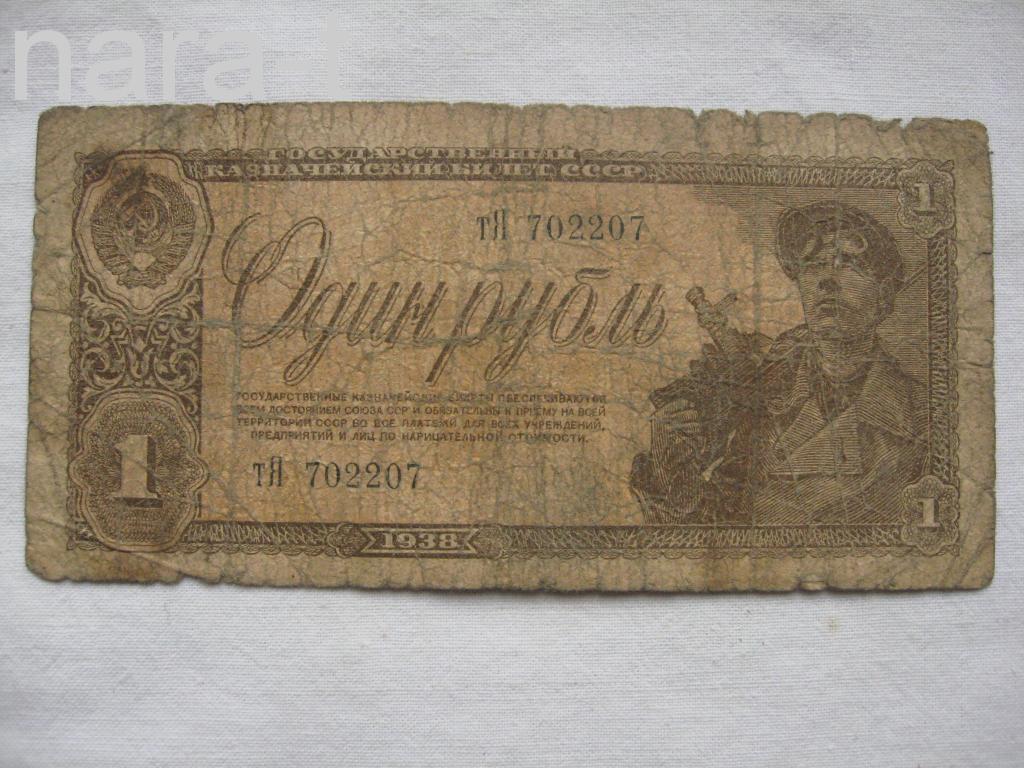 nara-t
ГОСУДАРСТВЕННЫЙ
КАЗНАЧЕЙСКИЙ БИЛЕТ СССР
1
тЯ 702207
Один рубль
ГОСУДАРСТВЕННЫЕ КАЗНАЧЕЙСКИЕ БИЛЕТЫ ОБЕСПЕЧИВАЮТСЯ
ВСЕМ ДОСТОЯНИЕМ СОЮЗА ССР И ОБЯЗАТЕЛЬНЫ К ПРИЕМУ НА ВСЕЙ
ТЕРРИТОРИИ СССР ВО ВСЕ ПЛАТЕЖИ ДЛЯ ВСЕХ УЧРЕЖДЕНИЙ,
ПРЕДПРИЯТИЙ И ЛИЦ ПО НАРИЦАТЕЛЬНОЙ СТОИМОСТИ.
1
тЯ 702207
1
1938